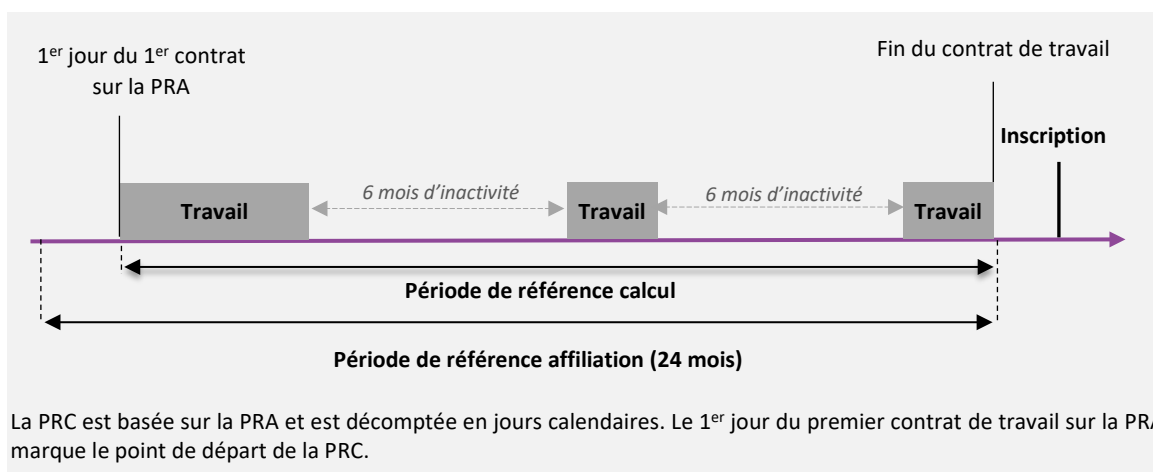 1er jour du 1er contrat
sur la PRA
Fin du contrat de travail
Inscription
6 mois d’inactivité
6 mois d’inactivité
Travail
Travail
Travail
Période de référence calcul
Période de référence affiliation (24 mois)
La PRC est basée sur la PRA et est décomptée en jours calendaires. Le 1er jour du premier contrat de travail sur la PRA
marque le point de départ de la PRC.